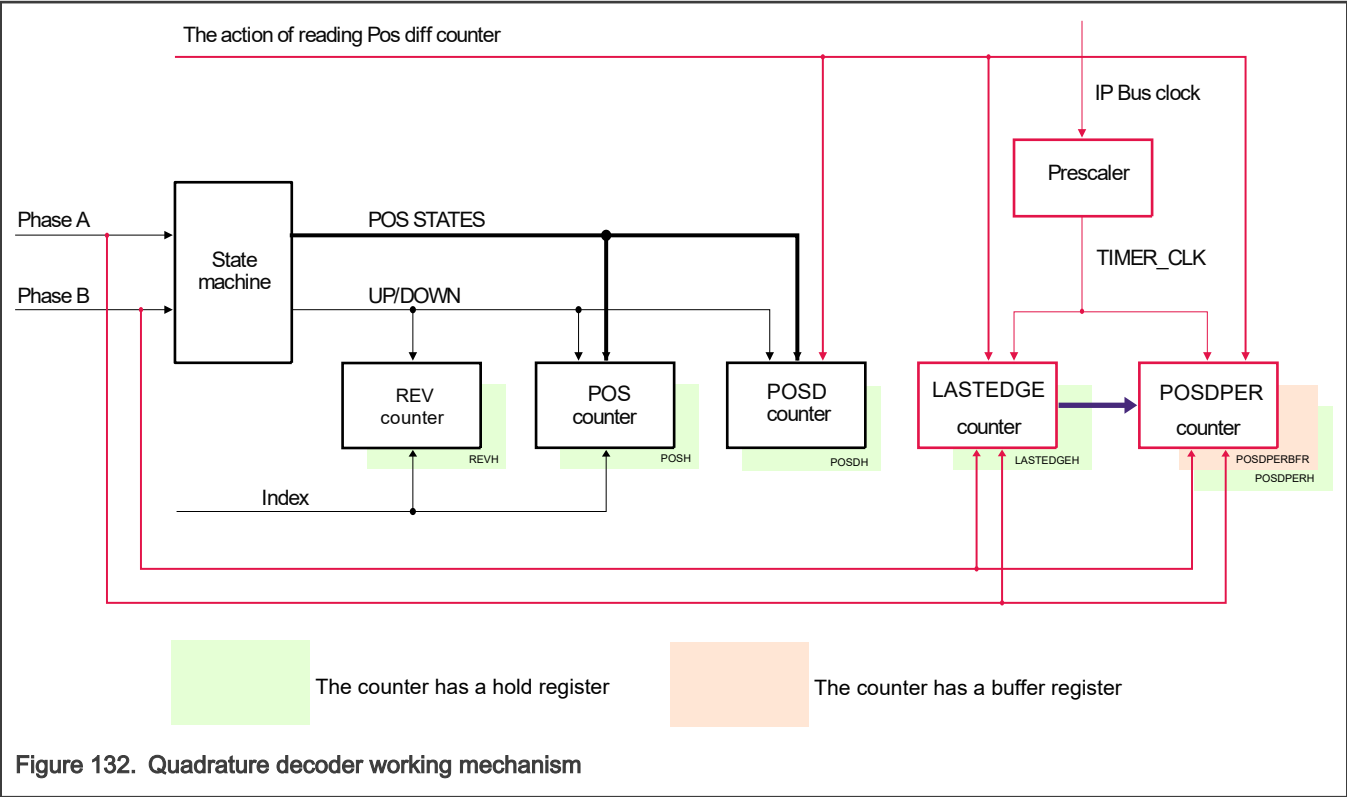 The action of reading Pos diff counter
IP Bus clock
Prescaler
Phase A
POS STATES
State
machine
TIMER_CLK
Phase B
UP/DOWN
REV
counter
REVH
POS
counter
POSH
POSD
counter
POSDH
LASTEDGE
counter
LASTEDGEH
POSDPER
counter
POSDPERBFR
POSDPERH
Index
The counter has a hold register
The counter has a buffer register
Figure 132. Quadrature decoder working mechanism